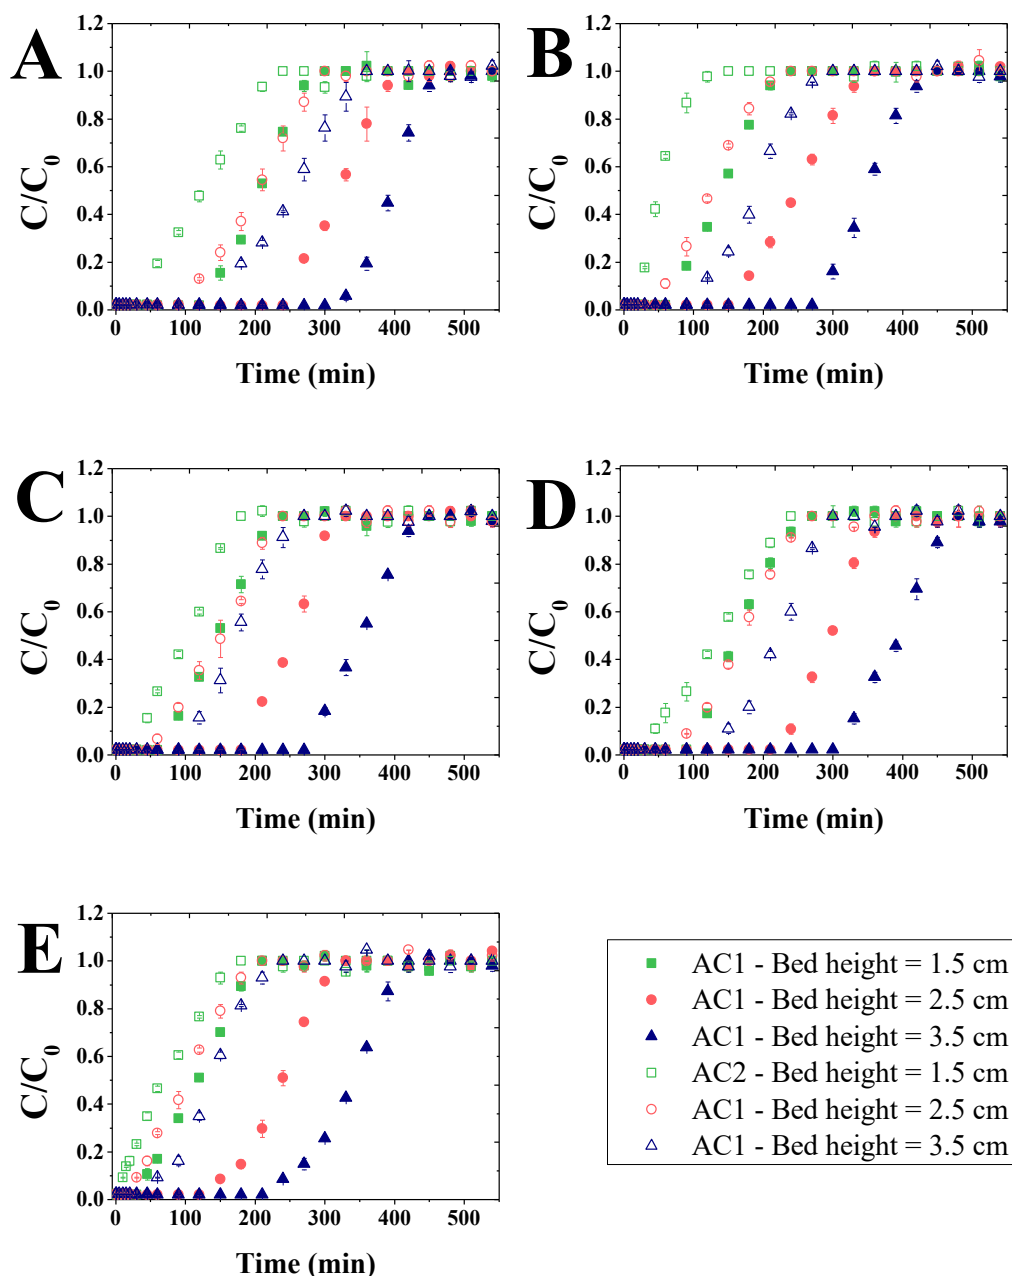 A
1.2
1.0
0.8
0.6
0.4
0.2
0.0
C/C0
0 100 200 300 400 500
Time (min)
B
1.2
1.0
0.8
0.6
0.4
0.2
0.0
C/C0
0 100 200 300 400 500
Time (min)
C
1.2
1.0
0.8
0.6
0.4
0.2
0.0
C/C0
0 100 200 300 400 500
Time (min)
D
1.2
1.0
0.8
0.6
0.4
0.2
0.0
C/C0
0 100 200 300 400 500
Time (min)
E
1.2
1.0
0.8
0.6
0.4
0.2
0.0
C/C0
0 100 200 300 400 500
Time (min)
AC1 - Bed height = 1.5 cm
AC1 - Bed height = 2.5 cm
AC1 - Bed height = 3.5 cm
AC2 - Bed height = 1.5 cm
AC1 - Bed height = 2.5 cm
AC1 - Bed height = 3.5 cm